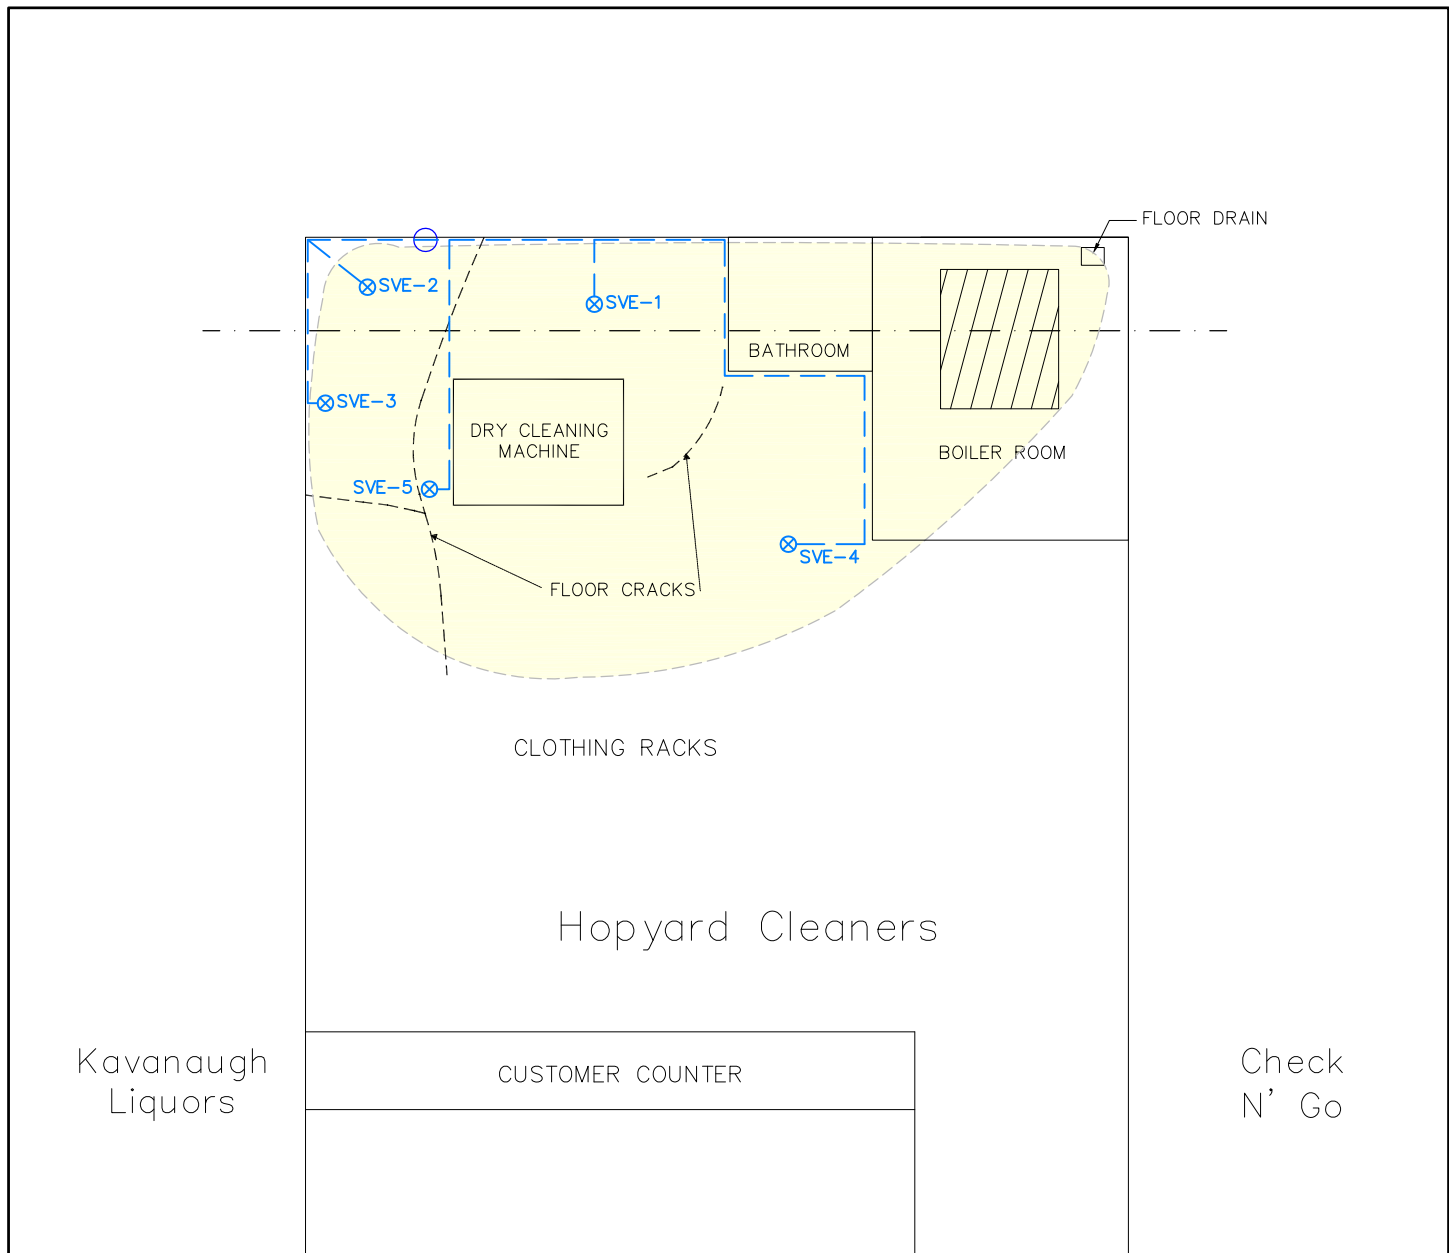 FLOOR DRAIN
SVE-2
SVE-1
BATHROOM
SVE-3
DRY CLEANING
MACHINE
BOILER ROOM
SVE-5
SVE-4
FLOOR CRACKS
CLOTHING RACKS
Hopyard Cleaners
Kavanaugh
Liquors
CUSTOMER COUNTER
Check
N' Go